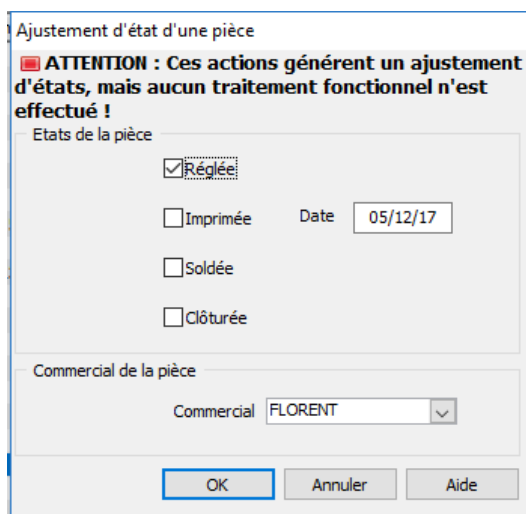 Ajustement d'état d'une pièce
ATTENTION : Ces actions générent un ajustement
d'états, mais aucun traitement fonctionnel n'est
effectué !
Etats de la pièce
Réglée
Imprimée Date 05/12/17
Soldée
Clôturée
Commercial de la pièce
Commercial FLORENT
OK Annuler Aide